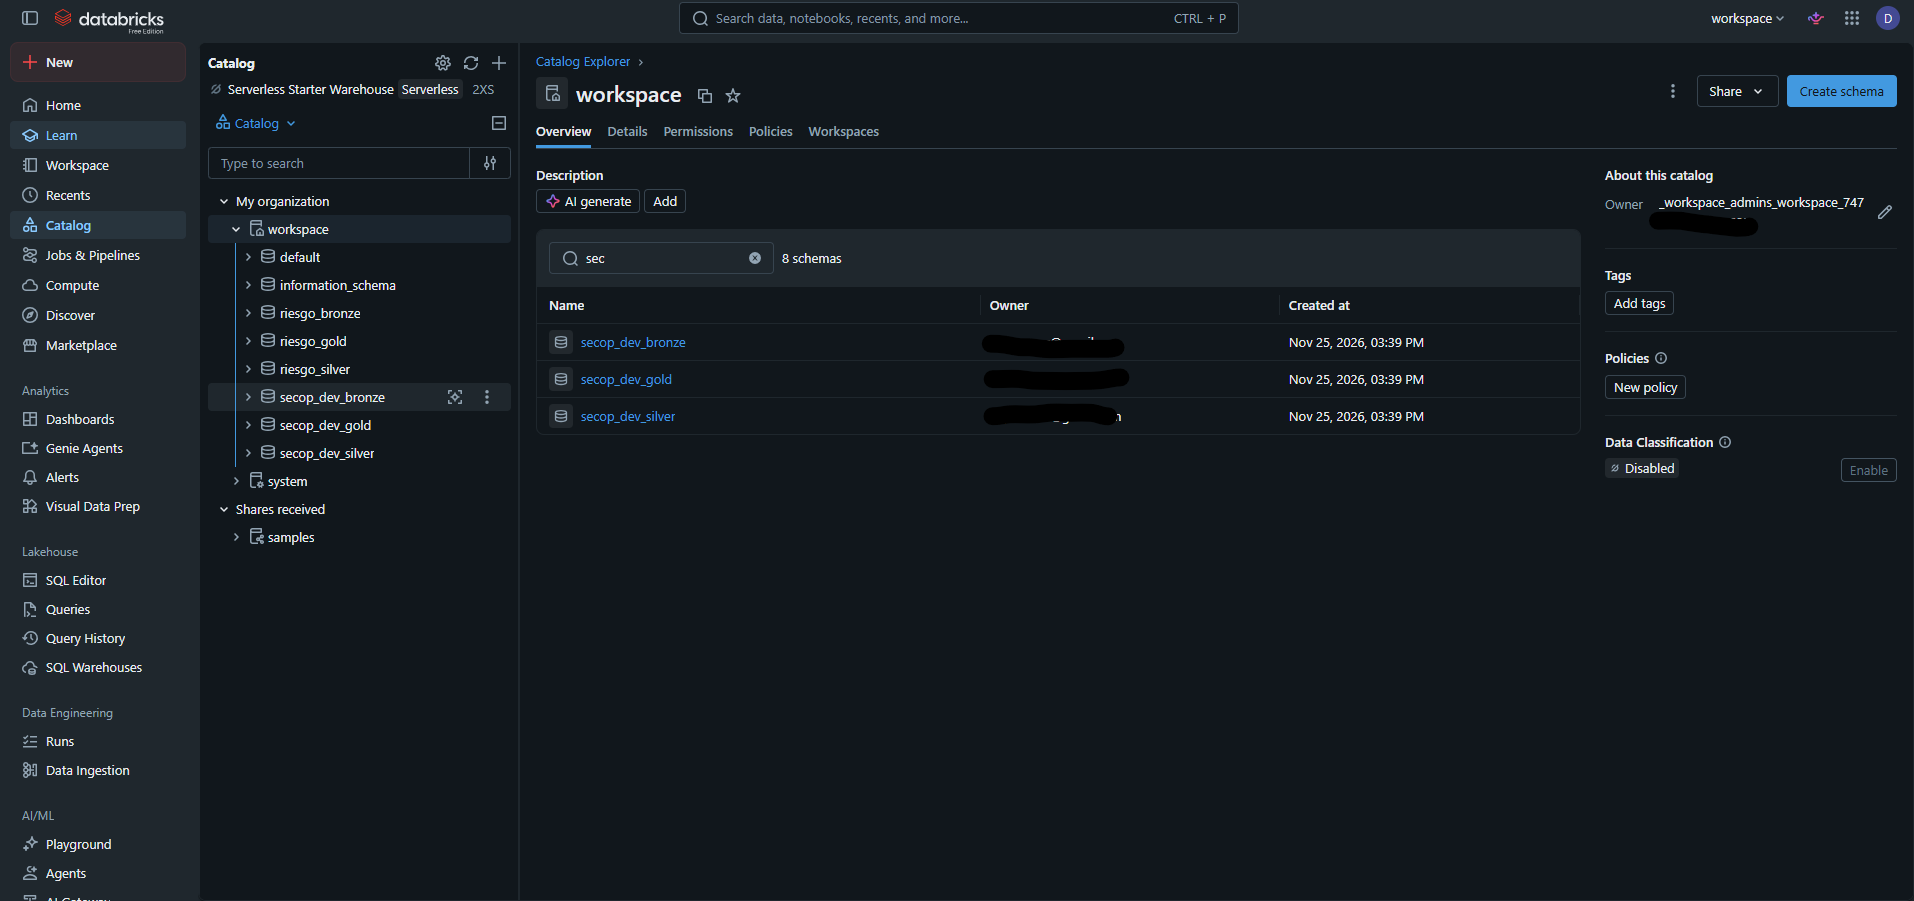 databricks
Free Edition
Search data, notebooks, recents, and more...
CTRL + P
workspace
D
New
Home
Learn
Workspace
Recents
Catalog
Jobs & Pipelines
Compute
Discover
Marketplace
Analytics
Dashboards
Genie Agents
Alerts
Visual Data Prep
Lakehouse
SQL Editor
Queries
Query History
SQL Warehouses
Data Engineering
Runs
Data Ingestion
AI/ML
Playground
Agents
AI Gateway
Catalog
Serverless Starter Warehouse Serverless 2XS
Catalog
Type to search
My organization
workspace
default
information_schema
riesgo_bronze
riesgo_gold
riesgo_silver
secop_dev_bronze
secop_dev_gold
secop_dev_silver
system
Shares received
samples
Catalog Explorer
workspace
Share
Create schema
Overview Details Permissions Policies Workspaces
Description
AI generate Add
sec
8 schemas
Name Owner Created at
secop_dev_bronze Nov 25, 2026, 03:39 PM
secop_dev_gold Nov 25, 2026, 03:39 PM
secop_dev_silver Nov 25, 2026, 03:39 PM
About this catalog
Owner _workspace_admins_workspace_747
Tags
Add tags
Policies
New policy
Data Classification
Disabled
Enable